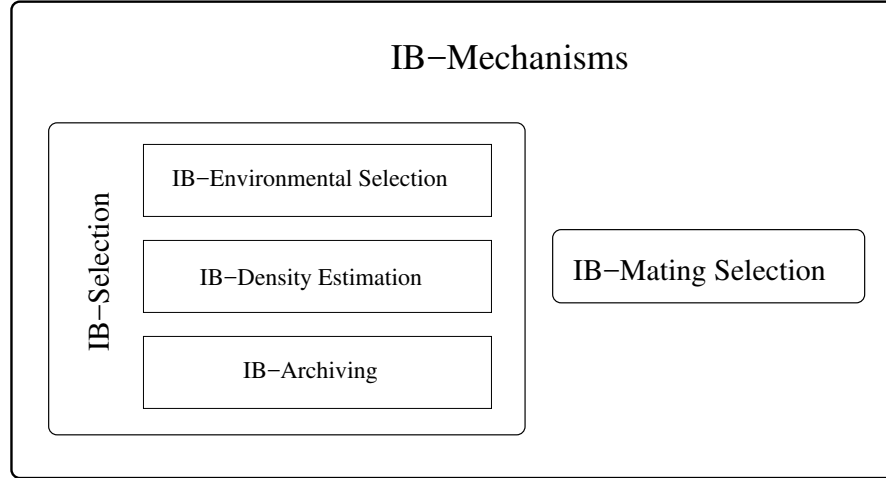 IB−Mechanisms
IB−Selection
IB−Environmental Selection
IB−Density Estimation
IB−Archiving
IB−Mating Selection